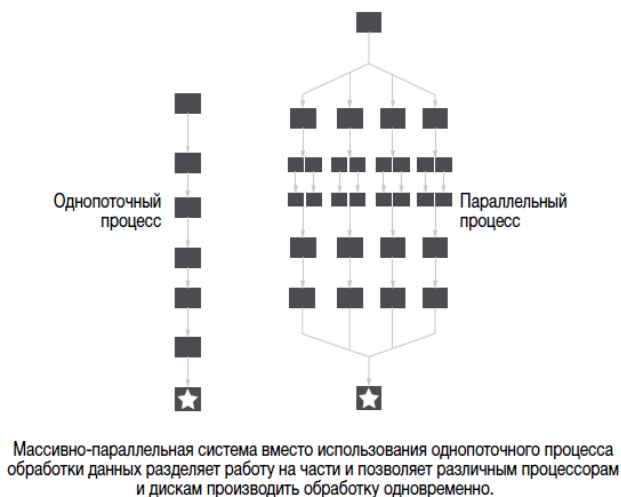 Однопоточный
процесс
Параллельный
процесс
Массивно-параллельная система вместо использования однопоточного процесса
обработки данных разделяет работу на части и позволяет различным процессорам
и дискам производить обработку одновременно.